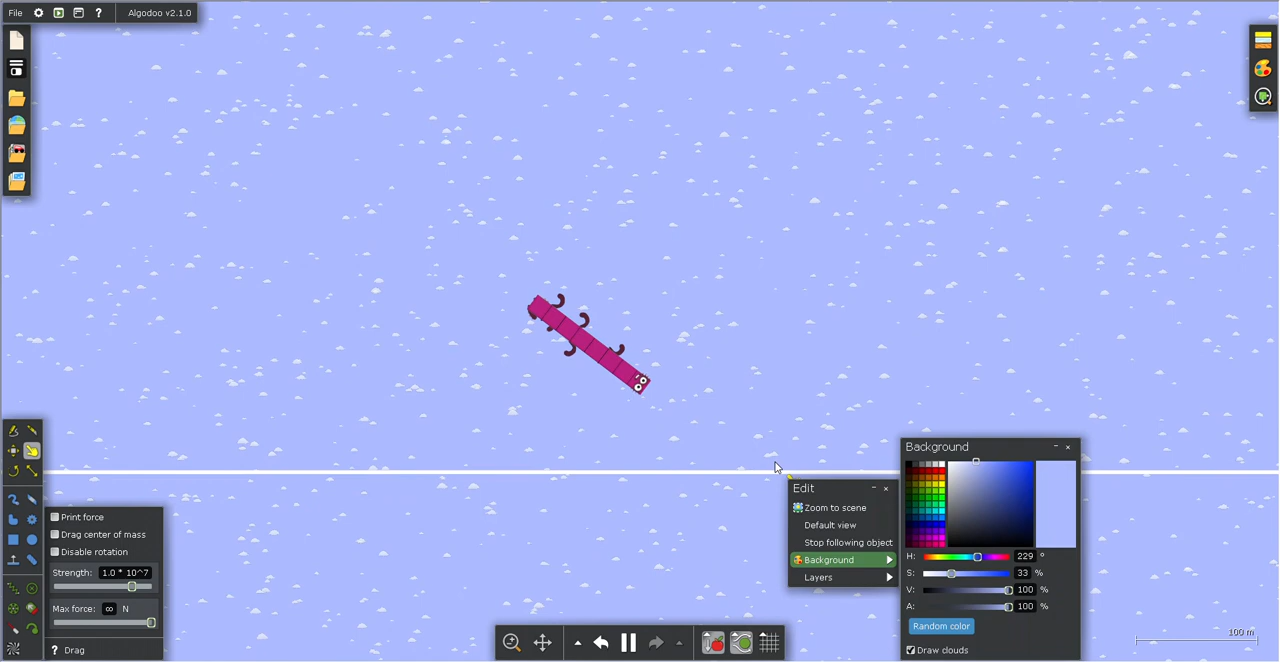 File ? Algodoo v2.1.0
Edit
Zoom to scene
Default view
Stop following object
Background
Layers
Background
H: 229 °
S: 33 %
V: 100 %
A: 100 %
Random color
Draw clouds
Print force
Drag center of mass
Disable rotation
Strength: 1.0 * 10^7
Max force: ∞ N
? Drag
100 m